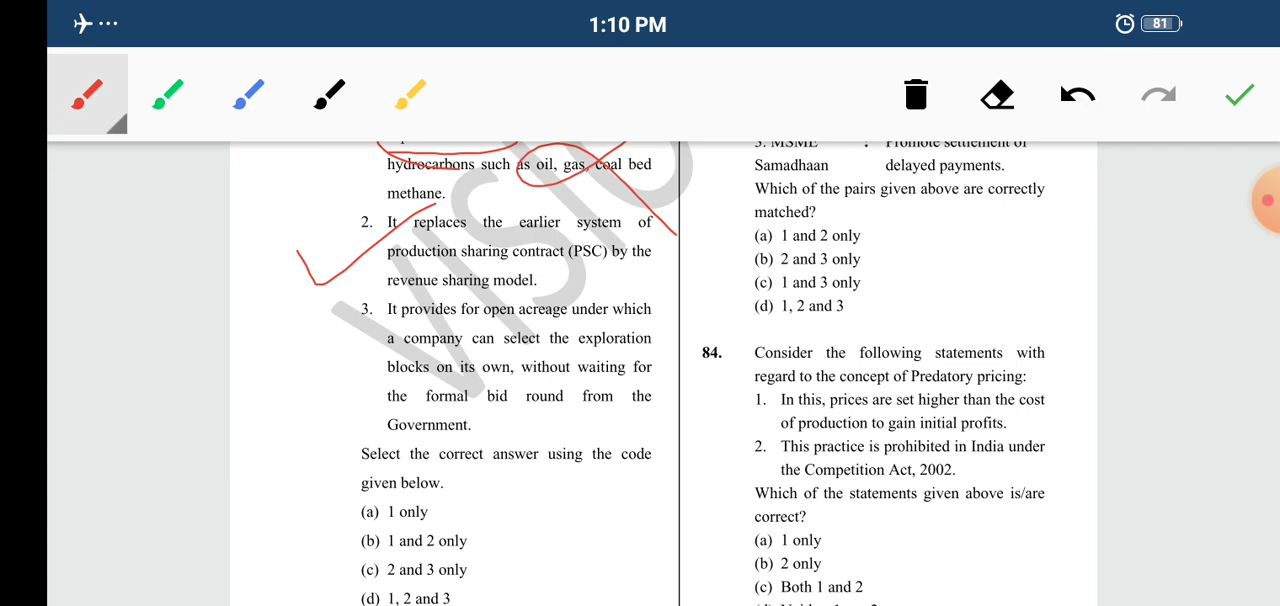 1:10 PM
81
hydrocarbons such as oil, gas, coal bed
methane.
2. It replaces the earlier system of
production sharing contract (PSC) by the
revenue sharing model.
3. It provides for open acreage under which
a company can select the exploration
blocks on its own, without waiting for
the formal bid round from the
Government.
Select the correct answer using the code
given below.
(a) 1 only
(b) 1 and 2 only
(c) 2 and 3 only
(d) 1, 2 and 3
3. MSME : Promote settlement of
Samadhaan delayed payments.
Which of the pairs given above are correctly
matched?
(a) 1 and 2 only
(b) 2 and 3 only
(c) 1 and 3 only
(d) 1, 2 and 3
84. Consider the following statements with
regard to the concept of Predatory pricing:
1. In this, prices are set higher than the cost
of production to gain initial profits.
2. This practice is prohibited in India under
the Competition Act, 2002.
Which of the statements given above is/are
correct?
(a) 1 only
(b) 2 only
(c) Both 1 and 2